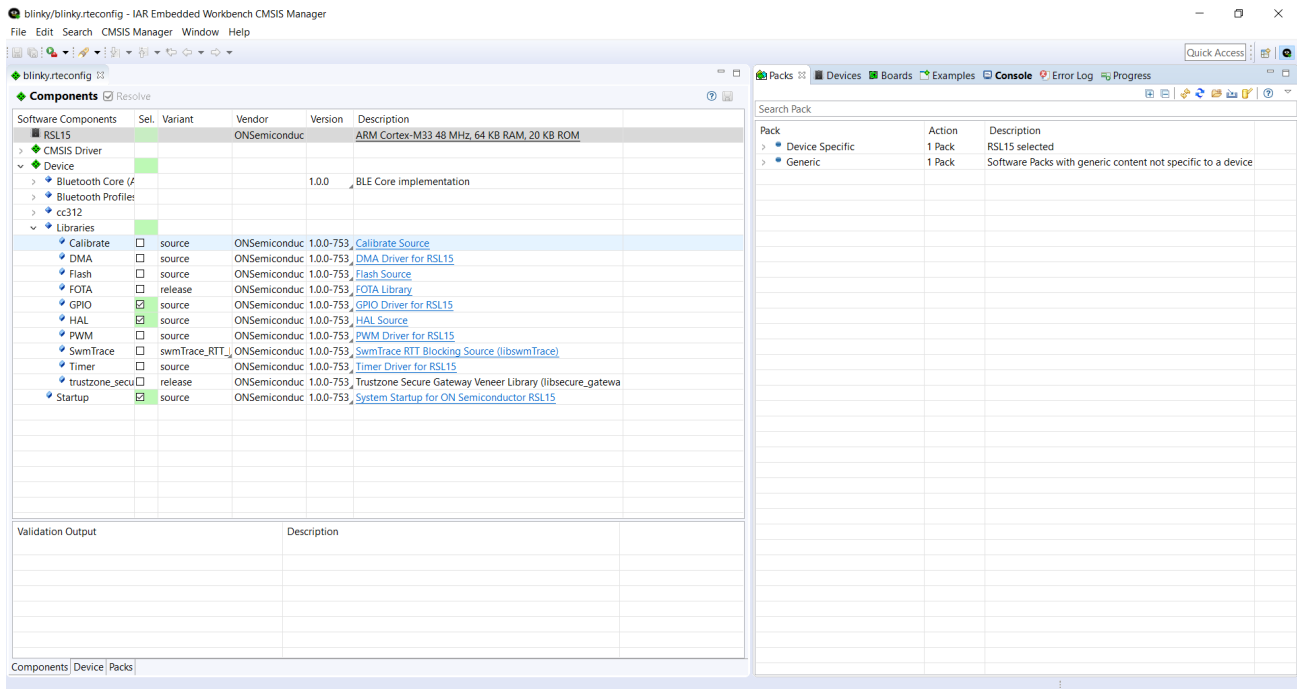 blinky/blinky.rteconfig - IAR Embedded Workbench CMSIS Manager
File Edit Search CMSIS Manager Window Help
Quick Access
blinky.rteconfig
Components Resolve
Software Components Sel. Variant Vendor Version Description
RSL15 ONSemiconduc ARM Cortex-M33 48 MHz, 64 KB RAM, 20 KB ROM
CMSIS Driver
Device
Bluetooth Core (A 1.0.0 BLE Core implementation
Bluetooth Profiles
cc312
Libraries
Calibrate source ONSemiconduc 1.0.0-753 Calibrate Source
DMA source ONSemiconduc 1.0.0-753 DMA Driver for RSL15
Flash source ONSemiconduc 1.0.0-753 Flash Source
FOTA release ONSemiconduc 1.0.0-753 FOTA Library
GPIO source ONSemiconduc 1.0.0-753 GPIO Driver for RSL15
HAL source ONSemiconduc 1.0.0-753 HAL Source
PWM source ONSemiconduc 1.0.0-753 PWM Driver for RSL15
SwmTrace swmTrace_RTT_ ONSemiconduc 1.0.0-753 SwmTrace RTT Blocking Source (libswmTrace)
Timer source ONSemiconduc 1.0.0-753 Timer Driver for RSL15
trustzone_secu release ONSemiconduc 1.0.0-753 Trustzone Secure Gateway Veneer Library (libsecure_gatewa
Startup source ONSemiconduc 1.0.0-753 System Startup for ON Semiconductor RSL15
Validation Output Description
Components Device Packs
Packs Devices Boards Examples Console Error Log Progress
Search Pack
Pack Action Description
Device Specific 1 Pack RSL15 selected
Generic 1 Pack Software Packs with generic content not specific to a device